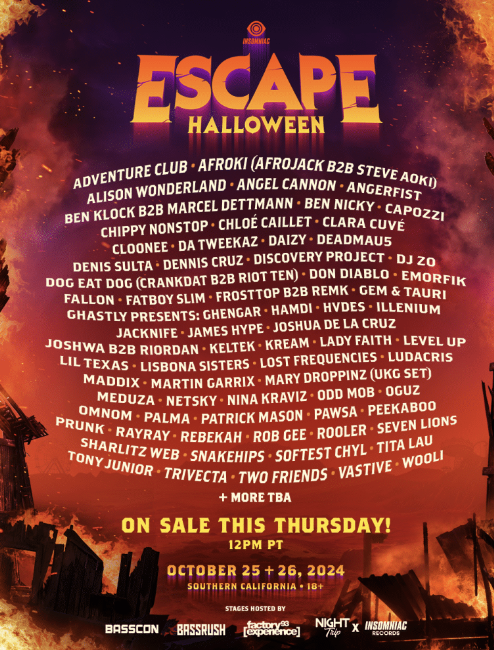 INSOMNIAC
ESCAPE
HALLOWEEN
ADVENTURE CLUB • AFROKI (AFROJACK B2B STEVE AOKI)
ALISON WONDERLAND • ANGEL CANNON • ANGERFIST
BEN KLOCK B2B MARCEL DETTMANN • BEN NICKY • CAPOZZI
CHIPPY NONSTOP • CHLOÉ CAILLET • CLARA CUVÉ
CLOONEE • DA TWEEKAZ • DAIZY • DEADMAU5
DENIS SULTA • DENNIS CRUZ • DISCOVERY PROJECT • DJ ZO
DOG EAT DOG (CRANKDAT B2B RIOT TEN) • DON DIABLO • EMORFIK
FALLON • FATBOY SLIM • FROSTTOP B2B REMK • GEM & TAURI
GHASTLY PRESENTS: GHENGAR • HAMDI • HVDES • ILLENIUM
JACKNIFE • JAMES HYPE • JOSHUA DE LA CRUZ
JOSHWA B2B RIORDAN • KELTEK • KREAM • LADY FAITH • LEVEL UP
LIL TEXAS • LISBONA SISTERS • LOST FREQUENCIES • LUDACRIS
MADDIX • MARTIN GARRIX • MARY DROPPINZ (UKG SET)
MEDUZA • NETSKY • NINA KRAVIZ • ODD MOB • OGUZ
OMNOM • PALMA • PATRICK MASON • PAWSA • PEEKABOO
PRUNK • RAYRAY • REBEKAH • ROB GEE • ROOLER • SEVEN LIONS
SHARLITZ WEB • SNAKEHIPS • SOFTEST CHYL • TITA LAU
TONY JUNIOR • TRIVECTA • TWO FRIENDS • VASTIVE • WOOLI
+ MORE TBA
ON SALE THIS THURSDAY!
12PM PT
OCTOBER 25 + 26, 2024
SOUTHERN CALIFORNIA • 18+
STAGES HOSTED BY
BASSCON BASSRUSH factory93 [experience] NIGHT Trip X INSOMNIAC RECORDS